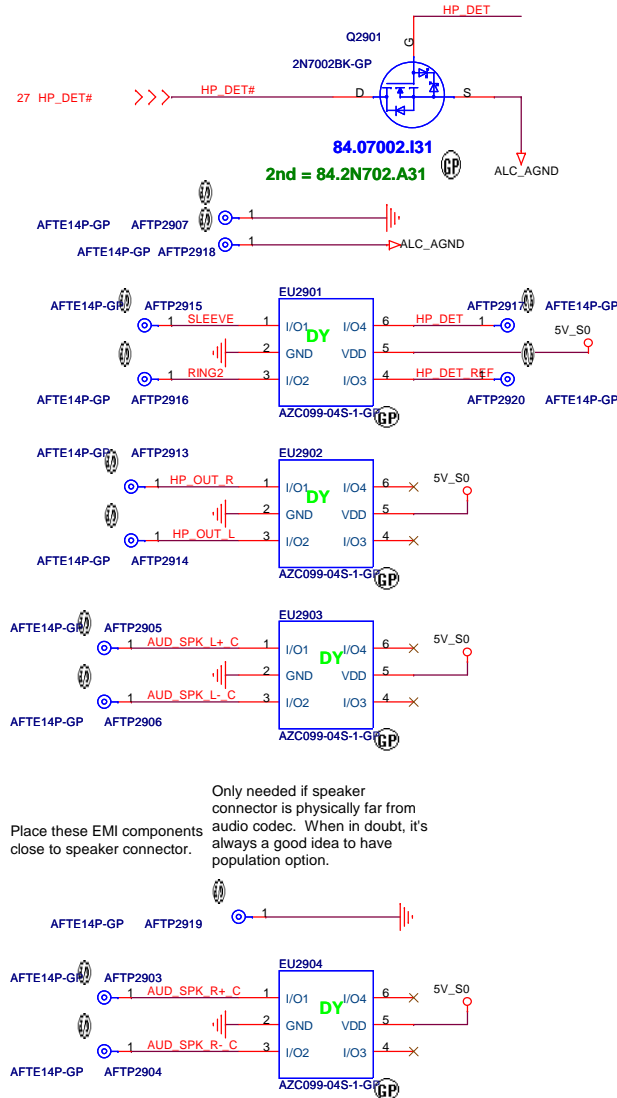 HP_DET
Q2901
G
2N7002BK-GP
27 HP_DET#
HP_DET#
D
S
84.07002.I31
2nd = 84.2N702.A31
GP
ALC_AGND
AFTE14P-GP AFTP2907
1
AFTE14P-GP AFTP2918
1
ALC_AGND
EU2901
AFTE14P-GP AFTP2915
AFTP2917 AFTE14P-GP
1 SLEEVE 1 I/O1 I/O4 6 HP_DET 1
DY
5V_S0
2 GND VDD 5
1 RING2 3 I/O2 I/O3 4 HP_DET_REF 1
AFTE14P-GP AFTP2916
AFTP2920 AFTE14P-GP
AZC099-04S-1-GP
GP
AFTE14P-GP AFTP2913
EU2902
1 HP_OUT_R 1 I/O1 I/O4 6
5V_S0
DY
2 GND VDD 5
1 HP_OUT_L 3 I/O2 I/O3 4
AFTE14P-GP AFTP2914
AZC099-04S-1-GP
GP
EU2903
AFTE14P-GP AFTP2905
1 AUD_SPK_L+_C 1 I/O1 I/O4 6
5V_S0
DY
2 GND VDD 5
1 AUD_SPK_L-_C 3 I/O2 I/O3 4
AFTE14P-GP AFTP2906
AZC099-04S-1-GP
GP
Place these EMI components
close to speaker connector.
Only needed if speaker
connector is physically far from
audio codec. When in doubt, it's
always a good idea to have
population option.
AFTE14P-GP AFTP2919
1
EU2904
AFTE14P-GP AFTP2903
1 AUD_SPK_R+_C 1 I/O1 I/O4 6
5V_S0
DY
2 GND VDD 5
1 AUD_SPK_R-_C 3 I/O2 I/O3 4
AFTE14P-GP AFTP2904
AZC099-04S-1-GP
GP